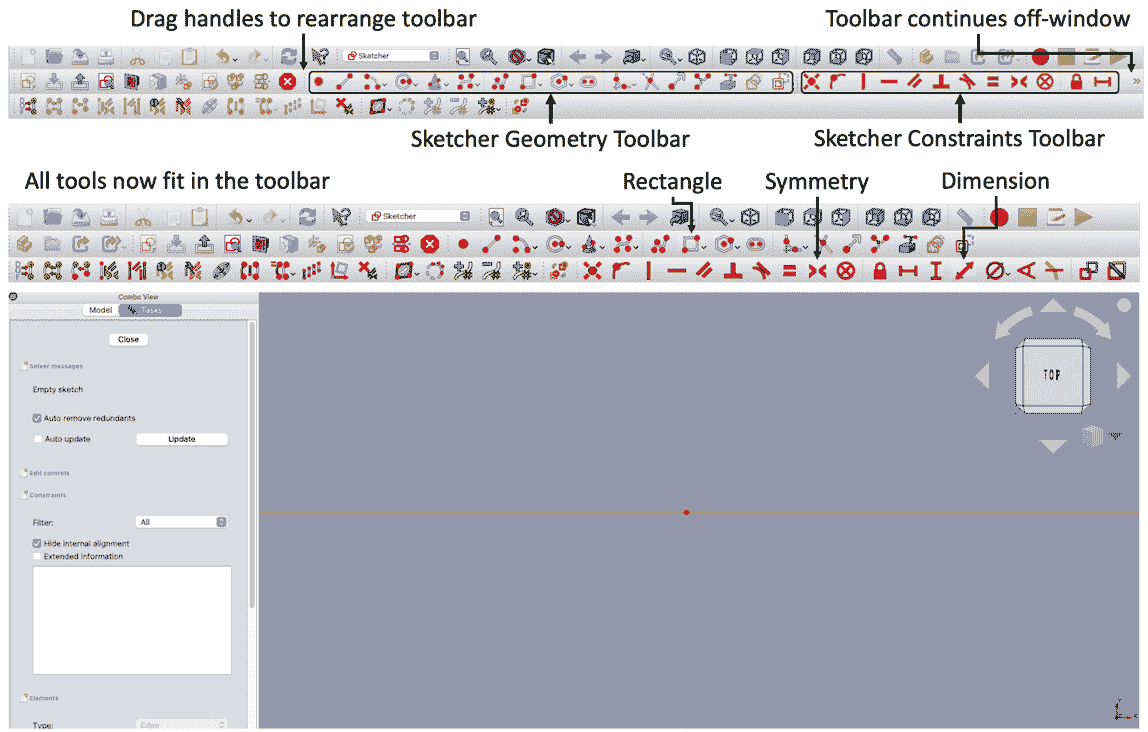 Drag handles to rearrange toolbar
Toolbar continues off-window
Sketcher
Sketcher Geometry Toolbar
Sketcher Constraints Toolbar
All tools now fit in the toolbar
Rectangle
Symmetry
Dimension
Sketcher
Combo View
Model
Tasks
Close
Solver messages
Empty sketch
Auto remove redundants
Auto update
Update
Edit controls
Constraints
Filter:
All
Hide internal alignment
Extended information
Elements
Type:
Edge
TOP
Y
X